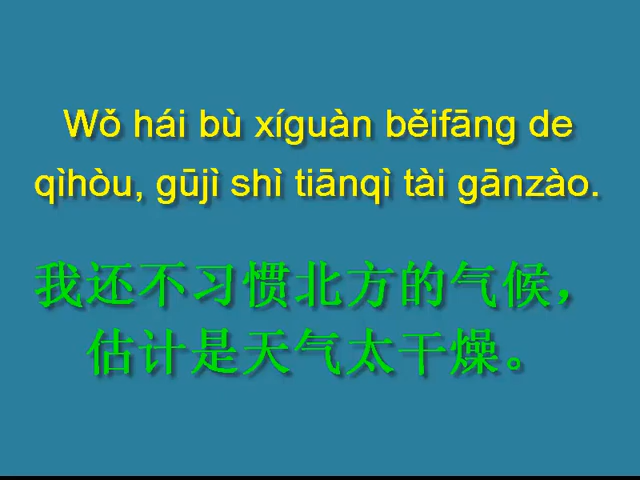 Wǒ hái bù xíguàn běifāng de
qìhòu, gūjì shì tiānqì tài gānzào.
我还不习惯北方的气候，
估计是天气太干燥。